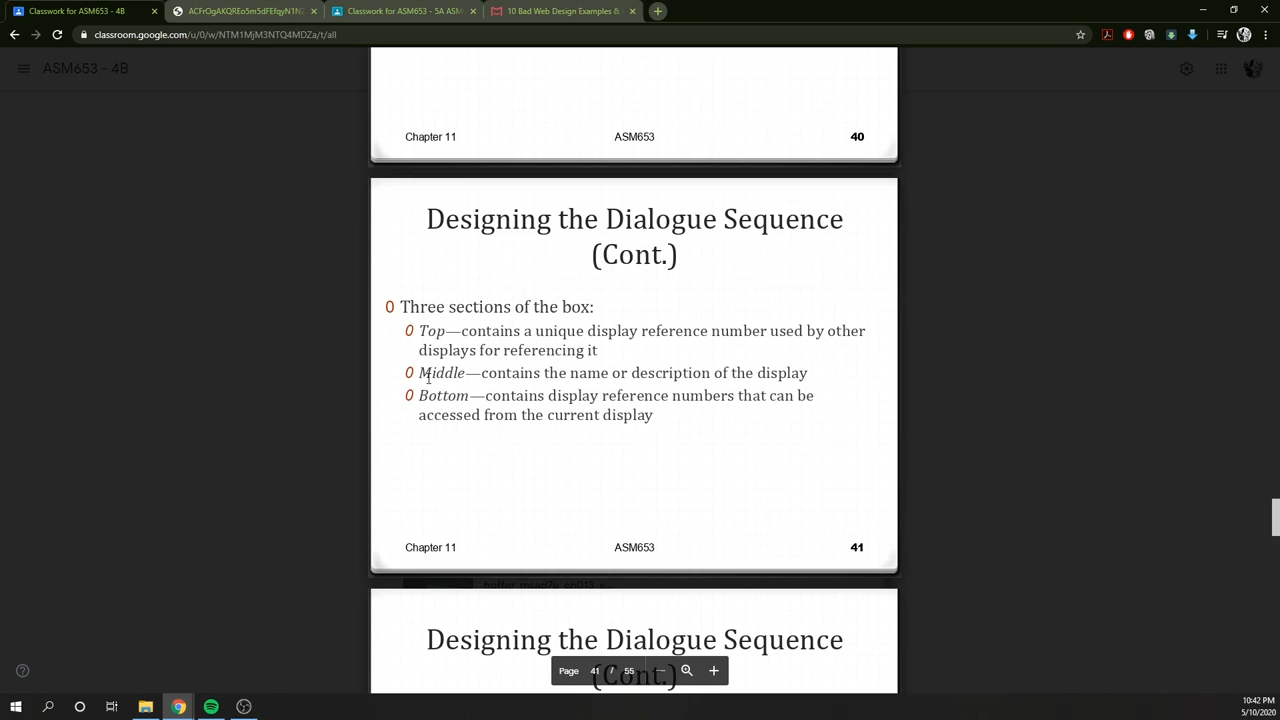 Classwork for ASM653 - 4B
ACFrOgAKQREo5m5dFEfqyN1NZ
Classwork for ASM653 - 5A ASM
10 Bad Web Design Examples &
classroom.google.com/u/0/w/NTM1MjM3NTQ4MDZa/t/all
ASM653 - 4B
Chapter 11 ASM653 40
Designing the Dialogue Sequence
(Cont.)
Three sections of the box:
Top—contains a unique display reference number used by other
displays for referencing it
Middle—contains the name or description of the display
Bottom—contains display reference numbers that can be
accessed from the current display
Chapter 11 ASM653 41
Designing the Dialogue Sequence
(Cont.)
Page 41 / 55
10:42 PM
5/10/2020